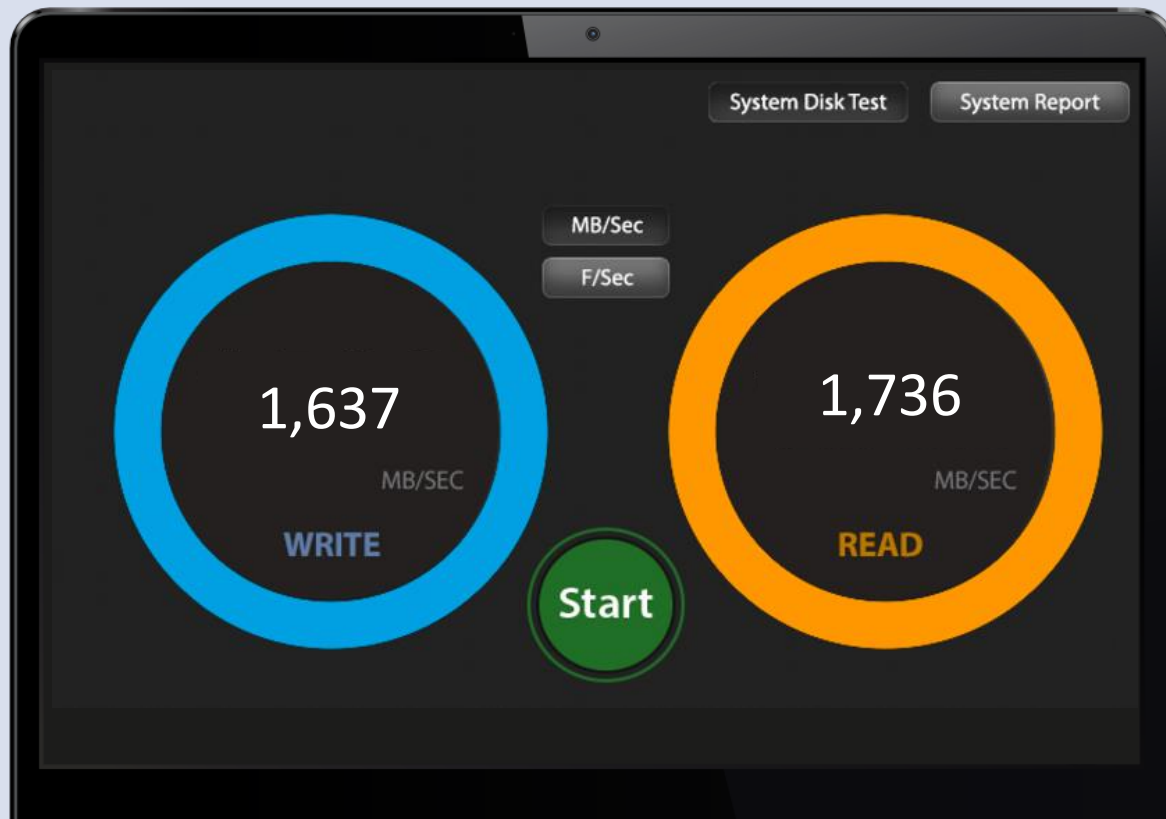 System Disk Test
System Report
MB/Sec
F/Sec
1,637
MB/SEC
WRITE
1,736
MB/SEC
READ
Start